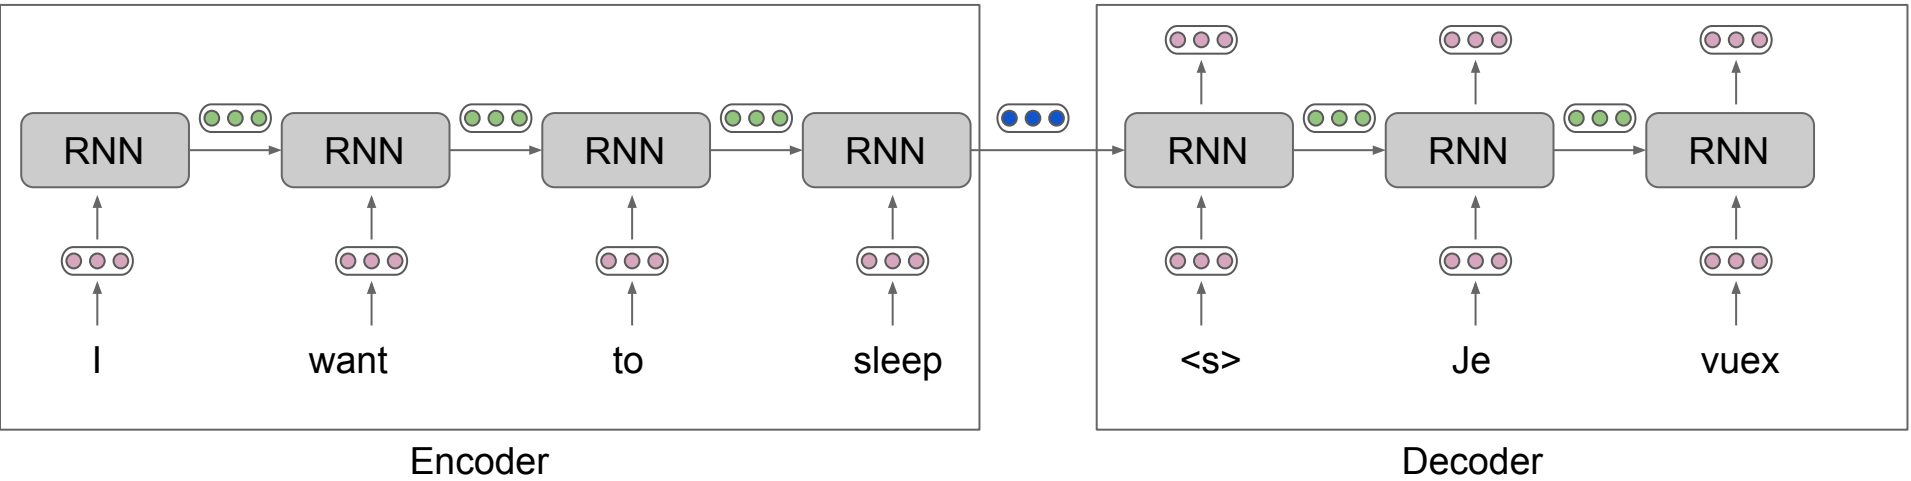 RNN RNN RNN RNN RNN RNN RNN
I want to sleep <s> Je vuex
Encoder Decoder